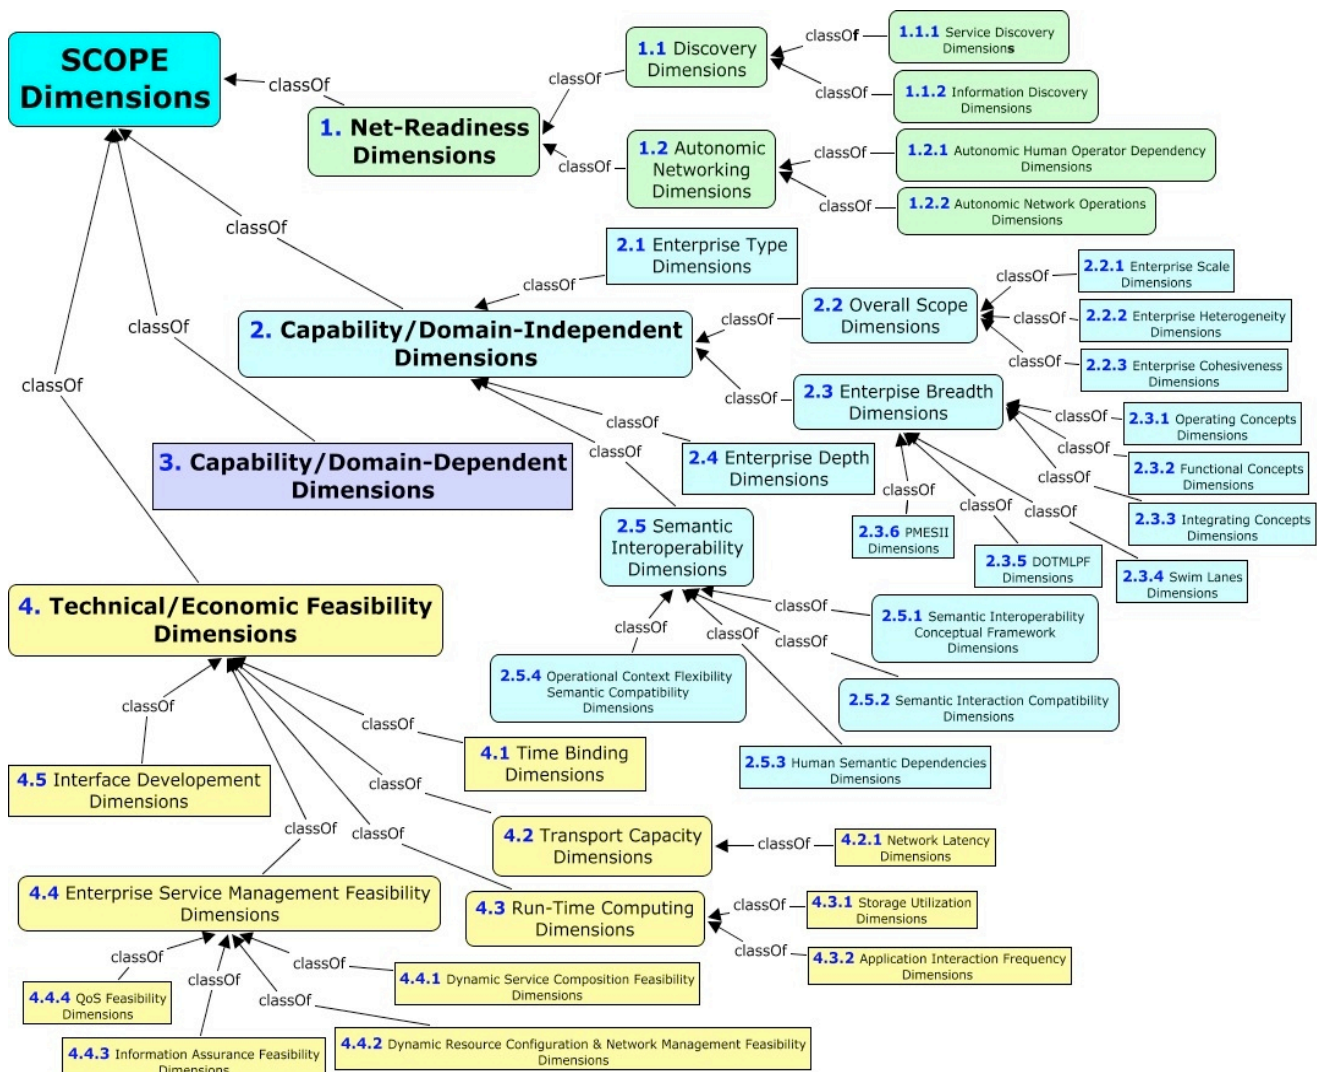 SCOPE
Dimensions
classOf
1. Net-Readiness
Dimensions
classOf
1.1 Discovery
Dimensions
classOf
1.1.1 Service Discovery
Dimensions
classOf
1.1.2 Information Discovery
Dimensions
classOf
1.2 Autonomic
Networking
Dimensions
classOf
1.2.1 Autonomic Human Operator Dependency
Dimensions
classOf
1.2.2 Autonomic Network Operations
Dimensions
classOf
2. Capability/Domain-Independent
Dimensions
classOf
2.1 Enterprise Type
Dimensions
classOf
2.2 Overall Scope
Dimensions
classOf
2.2.1 Enterprise Scale
Dimensions
classOf
2.2.2 Enterprise Heterogeneity
Dimensions
classOf
2.2.3 Enterprise Cohesiveness
Dimensions
classOf
2.3 Enterpise Breadth
Dimensions
classOf
2.3.1 Operating Concepts
Dimensions
classOf
2.3.2 Functional Concepts
Dimensions
classOf
2.3.3 Integrating Concepts
Dimensions
classOf
2.3.4 Swim Lanes
Dimensions
classOf
2.3.5 DOTMLPF
Dimensions
classOf
2.3.6 PMESII
Dimensions
classOf
2.4 Enterprise Depth
Dimensions
classOf
2.5 Semantic
Interoperability
Dimensions
classOf
2.5.1 Semantic Interoperability
Conceptual Framework
Dimensions
classOf
2.5.2 Semantic Interaction Compatibility
Dimensions
classOf
2.5.3 Human Semantic Dependencies
Dimensions
classOf
2.5.4 Operational Context Flexibility
Semantic Compatibility
Dimensions
classOf
3. Capability/Domain-Dependent
Dimensions
classOf
4. Technical/Economic Feasibility
Dimensions
classOf
4.1 Time Binding
Dimensions
classOf
4.2 Transport Capacity
Dimensions
classOf
4.2.1 Network Latency
Dimensions
classOf
4.3 Run-Time Computing
Dimensions
classOf
4.3.1 Storage Utilization
Dimensions
classOf
4.3.2 Application Interaction Frequency
Dimensions
classOf
4.4 Enterprise Service Management Feasibility
Dimensions
classOf
4.4.1 Dynamic Service Composition Feasibility
Dimensions
classOf
4.4.2 Dynamic Resource Configuration & Network Management Feasibility
Dimensions
classOf
4.4.3 Information Assurance Feasibility
Dimensions
classOf
4.4.4 QoS Feasibility
Dimensions
classOf
4.5 Interface Developement
Dimensions